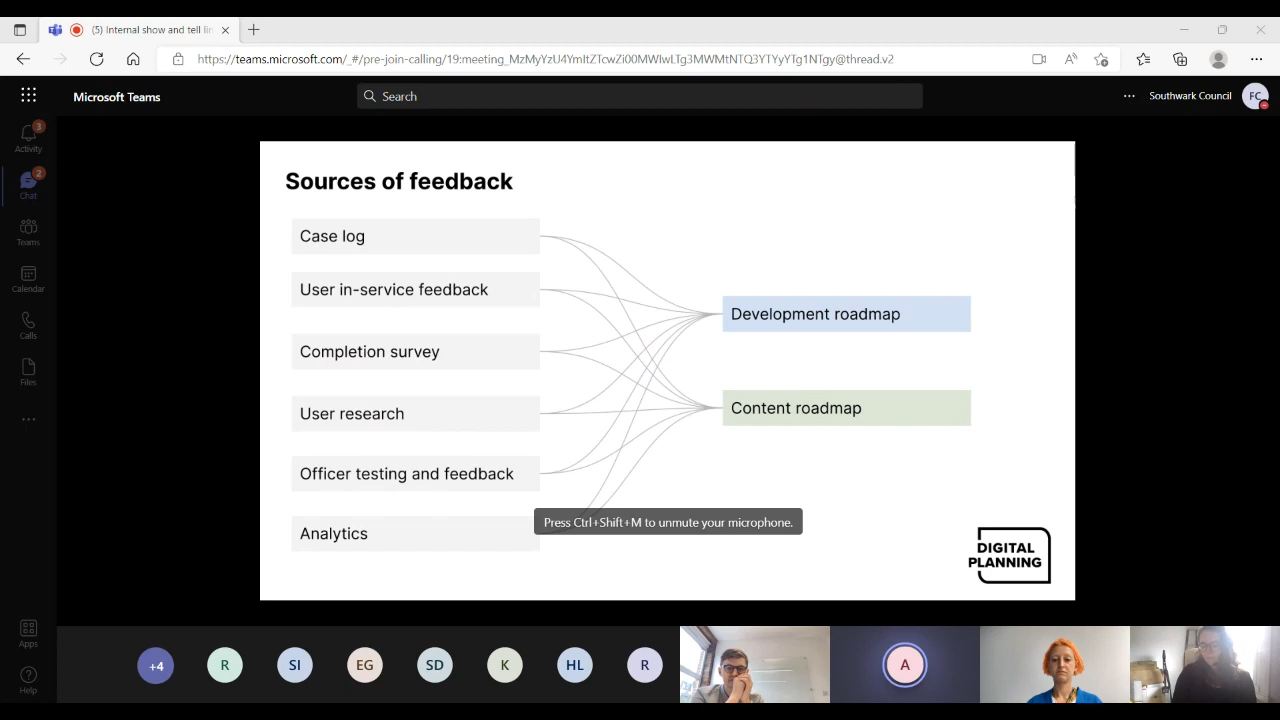 (5) Internal show and tell lin
https://teams.microsoft.com/_#/pre-join-calling/19:meeting_MzMyYzU4YmItZTcwZi00MWIwLTg3MWMtNTQ3YTYyYTg1NTgy@thread.v2
Microsoft Teams
Search
Southwark Council
FC
3
Activity
2
Chat
Teams
Calendar
Calls
Files
Apps
Help
Sources of feedback
Case log
User in-service feedback
Completion survey
User research
Officer testing and feedback
Analytics
Development roadmap
Content roadmap
Press Ctrl+Shift+M to unmute your microphone.
DIGITAL
PLANNING
+4
R
SI
EG
SD
K
HL
R
A